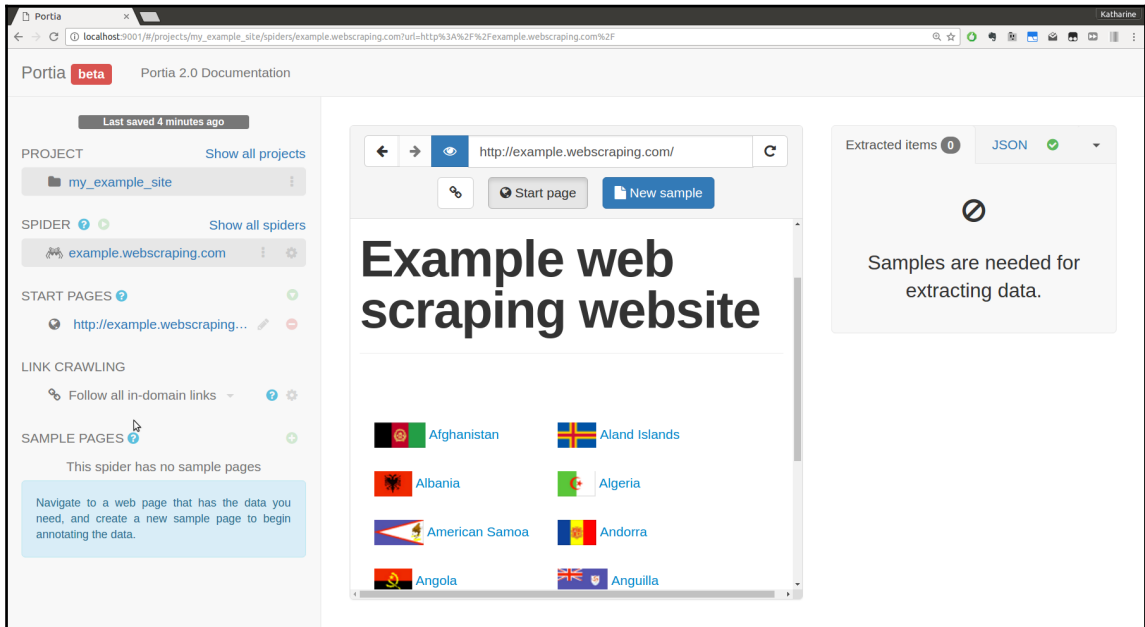 Portia
Katharine
localhost:9001/#/projects/my_example_site/spiders/example.webscraping.com?url=http%3A%2F%2Fexample.webscraping.com%2F
Portia beta Portia 2.0 Documentation
Last saved 4 minutes ago
PROJECT Show all projects
my_example_site
SPIDER ? Show all spiders
example.webscraping.com
START PAGES ?
http://example.webscraping...
LINK CRAWLING
Follow all in-domain links ?
SAMPLE PAGES ?
This spider has no sample pages
Navigate to a web page that has the data you
need, and create a new sample page to begin
annotating the data.
http://example.webscraping.com/
Start page New sample
Example web
scraping website
Afghanistan Aland Islands
Albania Algeria
American Samoa Andorra
Angola Anguilla
Extracted items 0 JSON
Samples are needed for
extracting data.